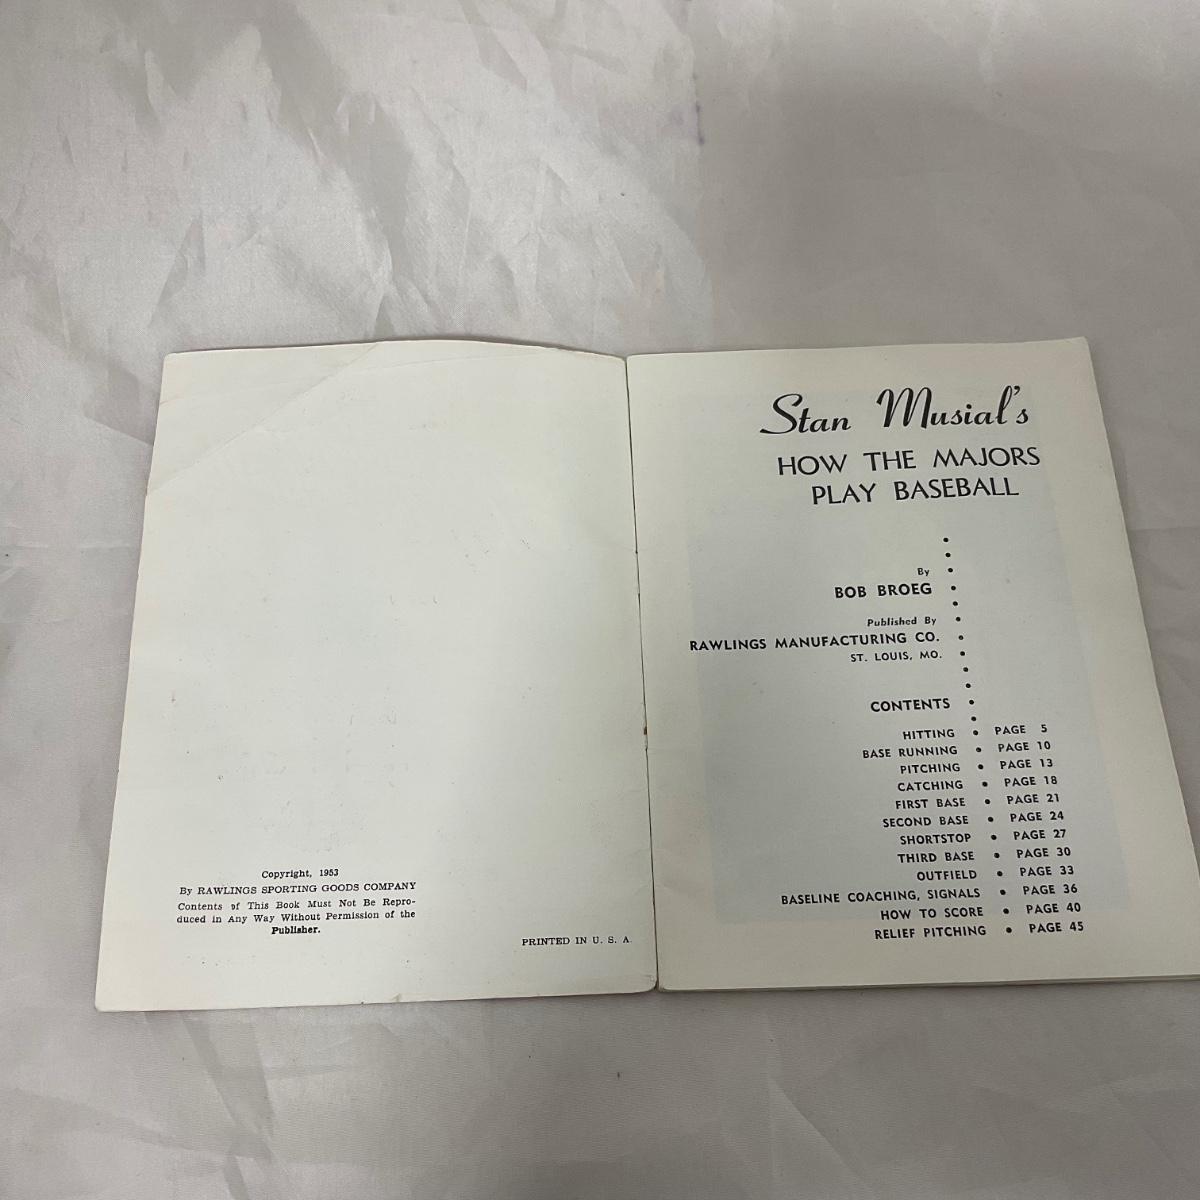 Copyright, 1953
By RAWLINGS SPORTING GOODS COMPANY
Contents of This Book Must Not Be Repro-
duced in Any Way Without Permission of the
Publisher.
PRINTED IN U. S. A.
Stan Musial's
HOW THE MAJORS
PLAY BASEBALL
By
BOB BROEG
Published By
RAWLINGS MANUFACTURING CO.
ST. LOUIS, MO.
CONTENTS
HITTING • PAGE 5
BASE RUNNING • PAGE 10
PITCHING • PAGE 13
CATCHING • PAGE 18
FIRST BASE • PAGE 21
SECOND BASE • PAGE 24
SHORTSTOP • PAGE 27
THIRD BASE • PAGE 30
OUTFIELD • PAGE 33
BASELINE COACHING, SIGNALS • PAGE 36
HOW TO SCORE • PAGE 40
RELIEF PITCHING • PAGE 45